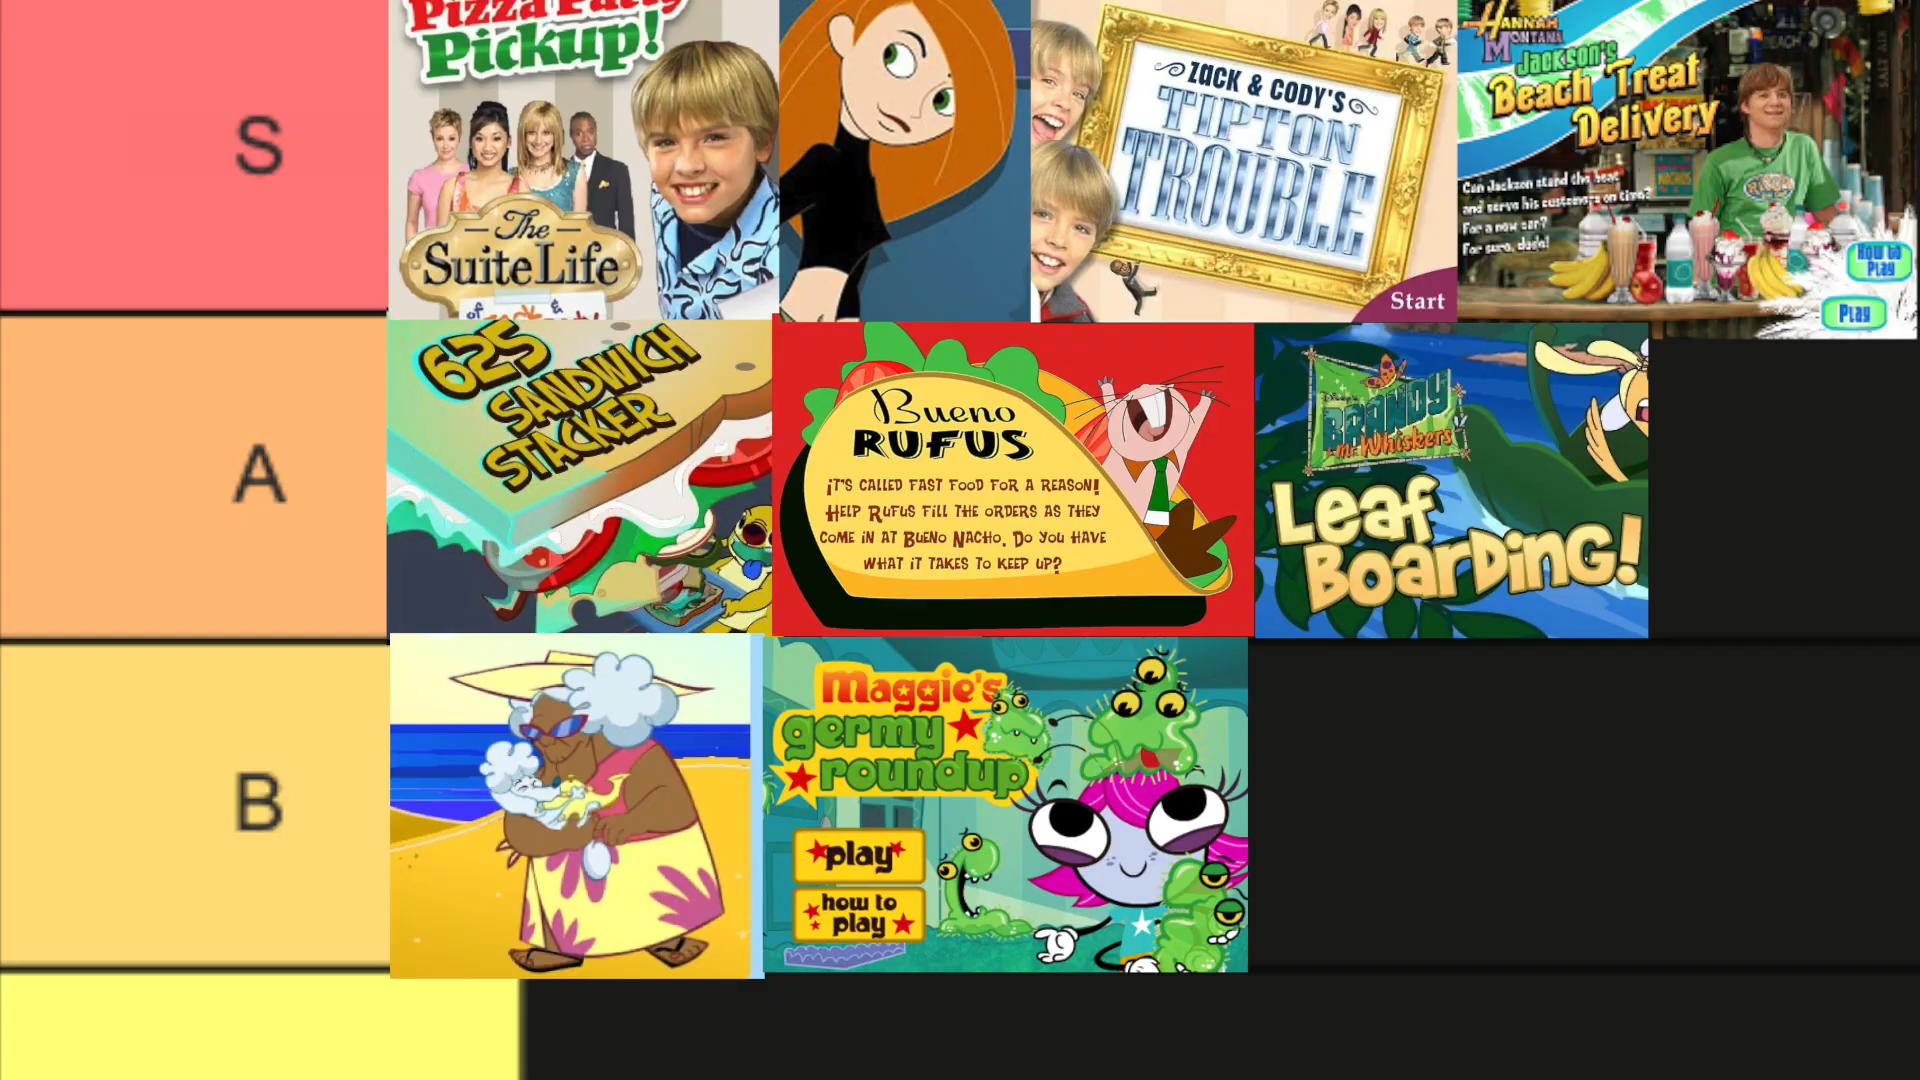 S
Pizza Party
Pickup!
The
Suite Life
of
ZACK & CODY'S
TIPTON
TROUBLE
Start
HANNAH
MONTANA
Jackson's
Beach Treat
Delivery
Can Jackson stand the heat
and serve his customers on time?
For a new car?
For sure, dude!
How to
Play
Play
A
625
SANDWICH
STACKER
Bueno
RUFUS
IT'S CALLED FAST FOOD FOR A REASON!
HELP RUFUS FILL THE ORDERS AS THEY
COME IN AT BUENO NACHO. DO YOU HAVE
WHAT IT TAKES TO KEEP UP?
Disney's
BRANDY
& Mr. Whiskers
Leaf
Boarding!
B
Maggie's
germy
roundup
play
how to
play